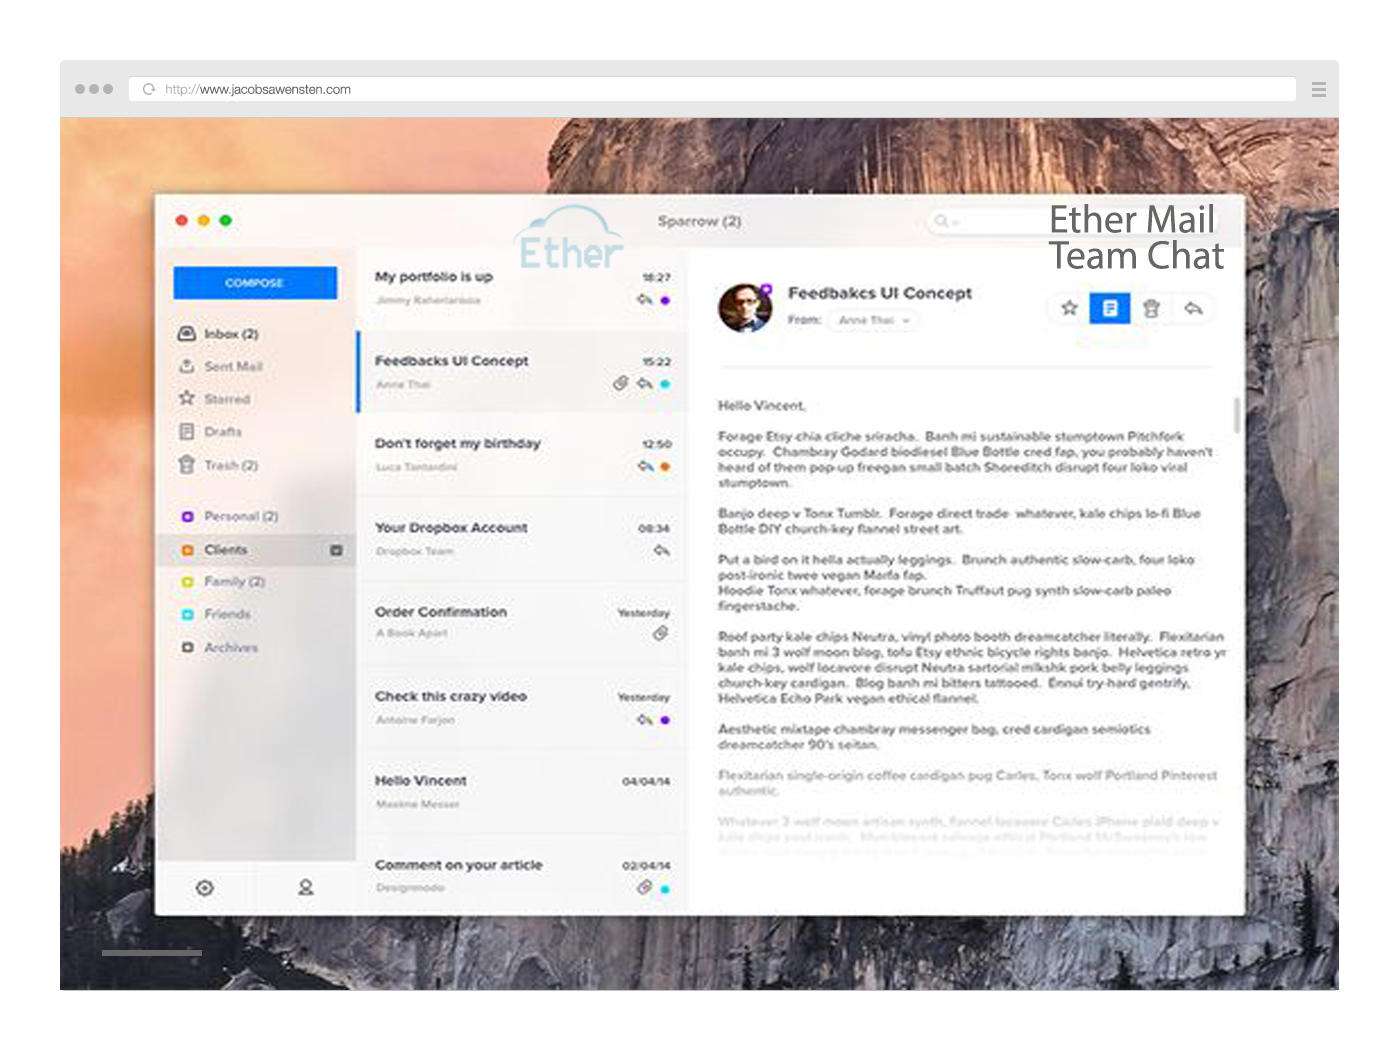 http://www.jacobsawensten.com
Ether
Sparrow (2)
Ether Mail
Team Chat
COMPOSE
Inbox (2)
Sent Mail
Starred
Drafts
Trash (2)
Personal (2)
Clients
Family (2)
Friends
Archives
My portfolio is up 18:27
Jimmy
Feedbacks UI Concept 15:22
Anne Thai
Don't forget my birthday 12:50
Luca Tantardini
Your Dropbox Account 08:34
Dropbox Team
Order Confirmation Yesterday
A Book Apart
Check this crazy video Yesterday
Antoine Farjon
Hello Vincent 04/04/14
Maxime Messer
Comment on your article 02/04/14
Designmodo
Feedbakcs UI Concept
From: Anne Thai
Hello Vincent,
Forage Etsy chia cliche sriracha. Banh mi sustainable stumptown Pitchfork
occupy. Chambray Godard biodiesel Blue Bottle cred fap, you probably haven't
heard of them pop-up freegan small batch Shoreditch disrupt four loko viral
stumptown.
Banjo deep v Tonx Tumblr. Forage direct trade whatever, kale chips lo-fi Blue
Bottle DIY church-key flannel street art.
Put a bird on it hella actually leggings. Brunch authentic slow-carb, four loko
post-ironic twee vegan Marfa fap.
Hoodie Tonx whatever, forage brunch Truffaut pug synth slow-carb paleo
fingerstache.
Roof party kale chips Neutra, vinyl photo booth dreamcatcher literally. Flexitarian
banh mi 3 wolf moon blog, tofu Etsy ethnic bicycle rights banjo. Helvetica retro yr
kale chips, wolf locavore disrupt Neutra sartorial mlkshk pork belly leggings
church-key cardigan. Blog banh mi bitters tattooed. Ennui try-hard gentrify,
Helvetica Echo Park vegan ethical flannel.
Aesthetic mixtape chambray messenger bag, cred cardigan semiotics
dreamcatcher 90's seitan.
Flexitarian single-origin coffee cardigan pug Carles, Tonx wolf Portland Pinterest
authentic.
Whatever 3 wolf moon artisan synth, flannel locavore Carles iPhone plaid deep v